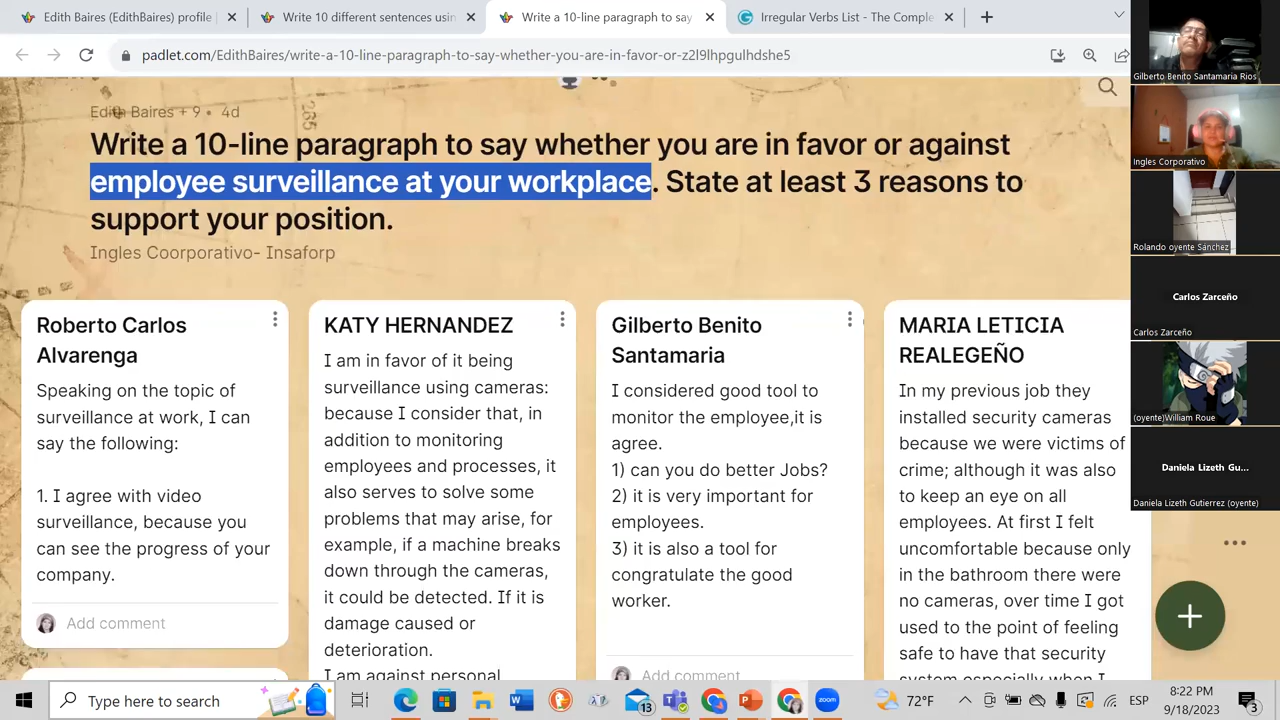 Edith Baires (EdithBaires) profile
Write 10 different sentences usin
Write a 10-line paragraph to say
Irregular Verbs List - The Comple
padlet.com/EdithBaires/write-a-10-line-paragraph-to-say-whether-you-are-in-favor-or-z2l9lhpgulhdshe5
Edith Baires + 9 • 4d
Write a 10-line paragraph to say whether you are in favor or against
employee surveillance at your workplace. State at least 3 reasons to
support your position.
Ingles Coorporativo- Insaforp
Roberto Carlos
Alvarenga
Speaking on the topic of
surveillance at work, I can
say the following:
1. I agree with video
surveillance, because you
can see the progress of your
company.
Add comment
KATY HERNANDEZ
I am in favor of it being
surveillance using cameras:
because I consider that, in
addition to monitoring
employees and processes, it
also serves to solve some
problems that may arise, for
example, if a machine breaks
down through the cameras,
it could be detected. If it is
damage caused or
deterioration.
I am against personal
Gilberto Benito
Santamaria
I considered good tool to
monitor the employee,it is
agree.
1) can you do better Jobs?
2) it is very important for
employees.
3) it is also a tool for
congratulate the good
worker.
Add comment
MARIA LETICIA
REALEGEÑO
In my previous job they
installed security cameras
because we were victims of
crime; although it was also
to keep an eye on all
employees. At first I felt
uncomfortable because only
in the bathroom there were
no cameras, over time I got
used to the point of feeling
safe to have that security
system especially when I
Gilberto Benito Santamaria Rios
Ingles Corporativo
Rolando oyente Sánchez
Carlos Zarceño
Carlos Zarceño
(oyente)William Roue
Daniela Lizeth Gu...
Daniela Lizeth Gutierrez (oyente)
Type here to search
13
zoom
72°F
ESP
8:22 PM
9/18/2023
3